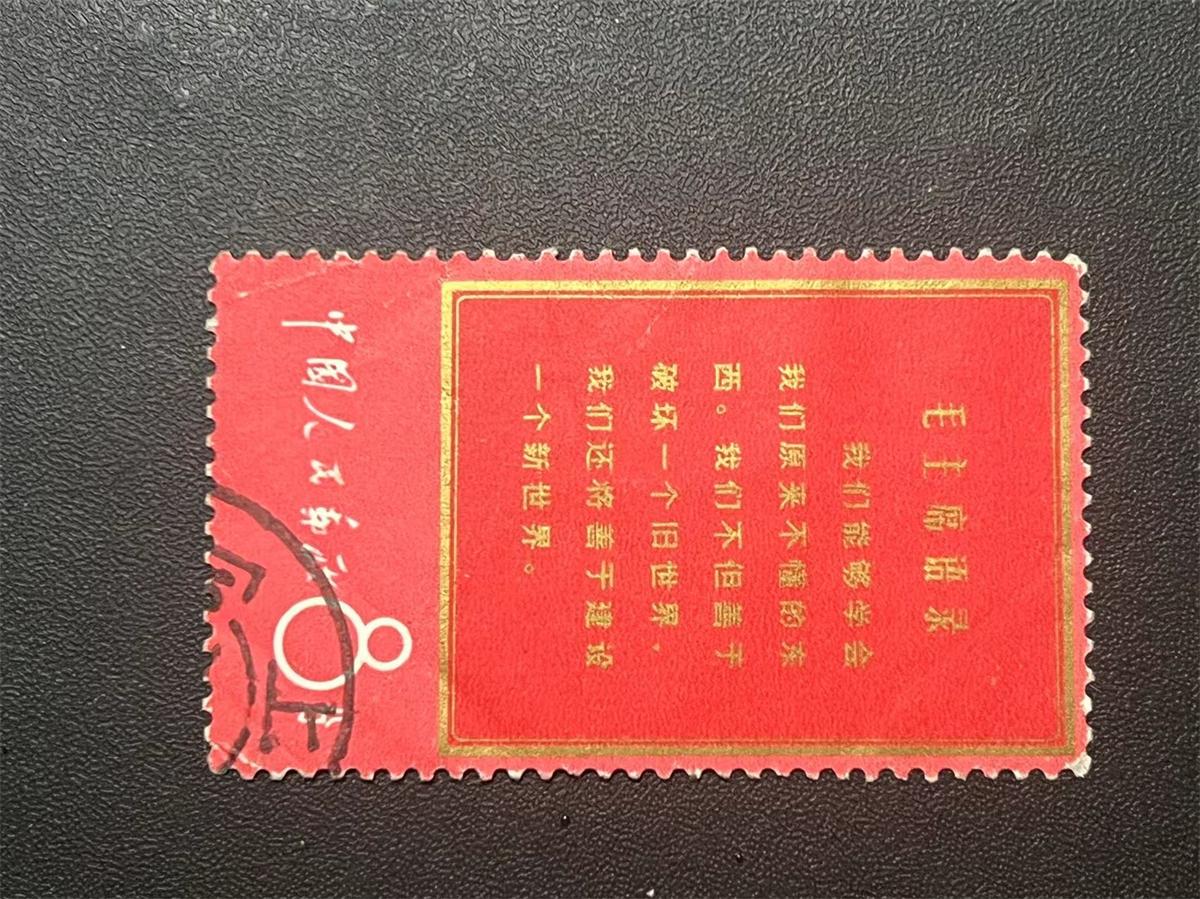 毛主席语录
我们能够学会
我们原来不懂的东
西。我们不但善于
破坏一个旧世界,
我们还将善于建设
一个新世界。
中国人民邮政
8分